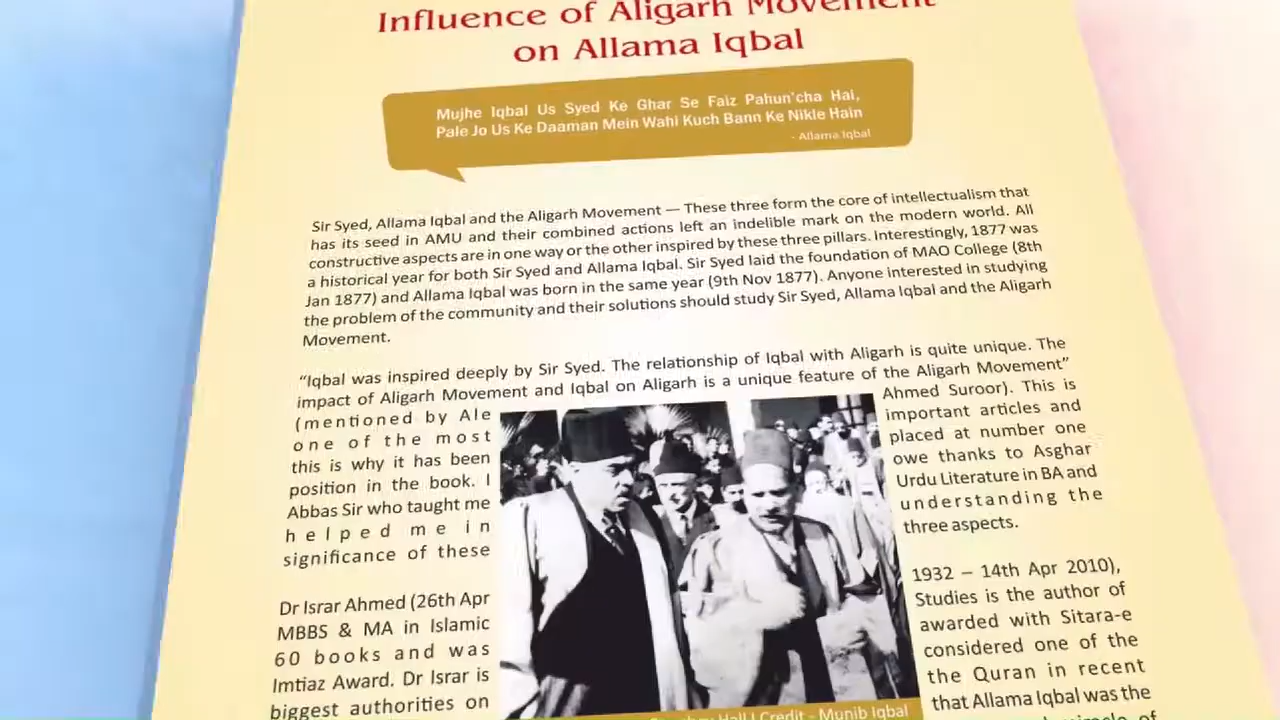 Influence of Aligarh Movement
on Allama Iqbal
Mujhe Iqbal Us Syed Ke Ghar Se Faiz Pahun'cha Hai,
Pale Jo Us Ke Daaman Mein Wahi Kuch Bann Ke Nikle Hain
- Allama Iqbal
Sir Syed, Allama Iqbal and the Aligarh Movement — These three form the core of intellectualism that
has its seed in AMU and their combined actions left an indelible mark on the modern world. All
constructive aspects are in one way or the other inspired by these three pillars. Interestingly, 1877 was
a historical year for both Sir Syed and Allama Iqbal. Sir Syed laid the foundation of MAO College (8th
Jan 1877) and Allama Iqbal was born in the same year (9th Nov 1877). Anyone interested in studying
the problem of the community and their solutions should study Sir Syed, Allama Iqbal and the Aligarh
Movement.
“Iqbal was inspired deeply by Sir Syed. The relationship of Iqbal with Aligarh is quite unique. The
impact of Aligarh Movement and Iqbal on Aligarh is a unique feature of the Aligarh Movement”
(mentioned by Ale Ahmed Suroor). This is
one of the most important articles and
this is why it has been placed at number one
position in the book. I owe thanks to Asghar
Abbas Sir who taught me Urdu Literature in BA and
helped me in understanding the
significance of these three aspects.
Dr Israr Ahmed (26th Apr 1932 – 14th Apr 2010),
MBBS & MA in Islamic Studies is the author of
60 books and was awarded with Sitara-e
Imtiaz Award. Dr Israr is considered one of the
biggest authorities on the Quran in recent
that Allama Iqbal was the
of
Hall | Credit - Munib Iqbal